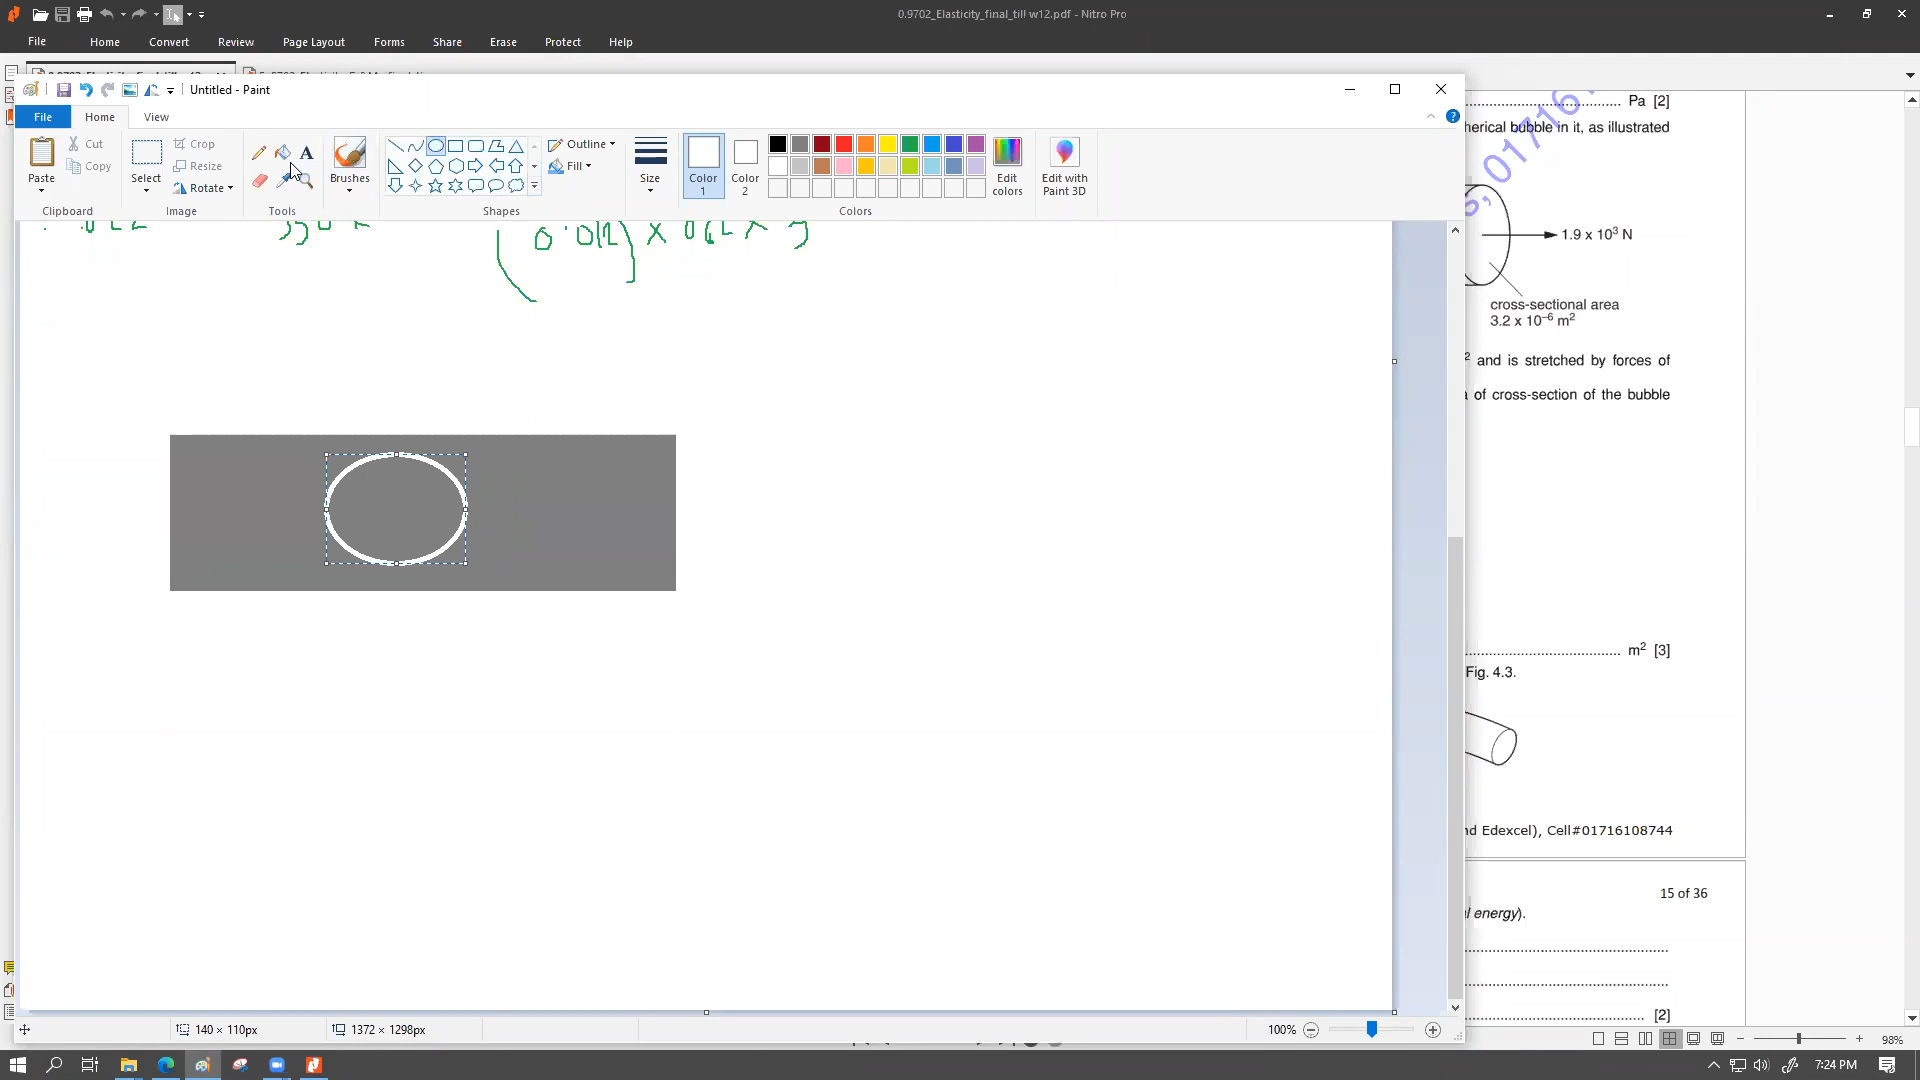 0.9702_Elasticity_final_till w12.pdf - Nitro Pro
File Home Convert Review Page Layout Forms Share Erase Protect Help
Untitled - Paint
File Home View
Paste
Cut
Copy
Clipboard
Select
Crop
Resize
Rotate
Image
A
Tools
Brushes
Outline
Fill
Shapes
Size
Color 1
Color 2
Colors
Edit colors
Edit with Paint 3D
140 × 110px
1372 × 1298px
100%
Pa [2]
herical bubble in it, as illustrated
01716
1.9 x 10³ N
cross-sectional area
3.2 x 10⁻⁶ m²
² and is stretched by forces of
of cross-section of the bubble
m² [3]
Fig. 4.3.
nd Edexcel), Cell#01716108744
15 of 36
al energy).
[2]
98%
7:24 PM